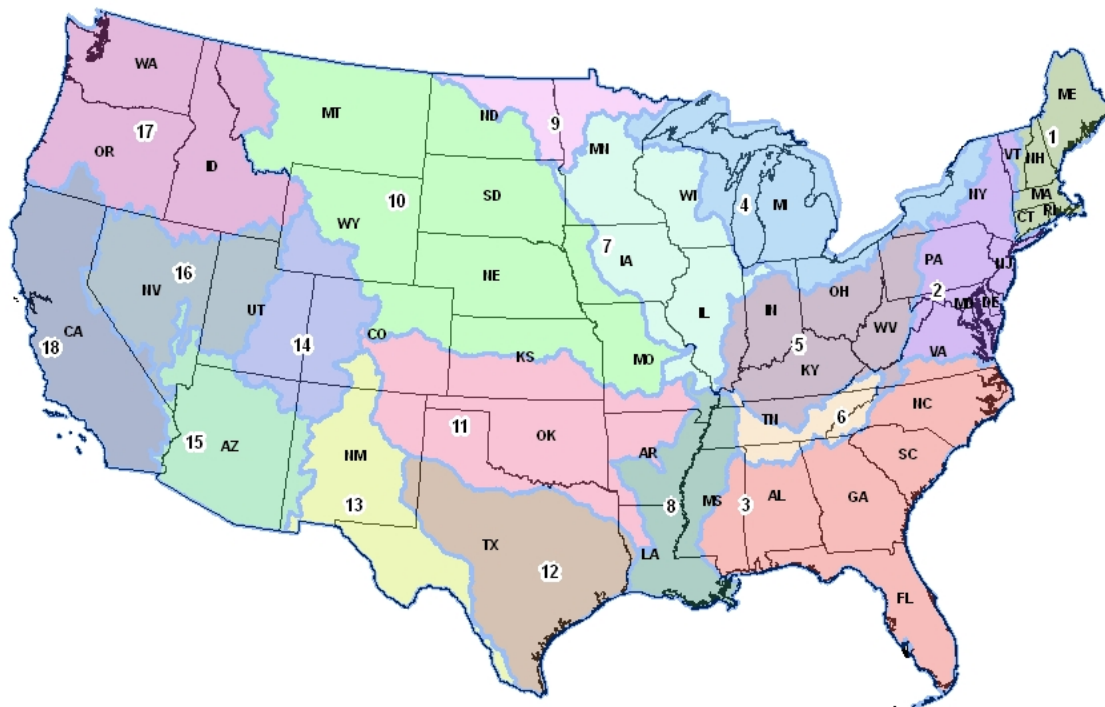 WA
ME
MT
ND
1
17
9
VT
NH
OR
MN
ID
NY
MA
SD
WI
CT
RI
10
4
MI
WY
PA
NJ
7
IA
16
NE
OH
2
MD
DE
NV
UT
IN
IL
WV
CA
CO
5
VA
18
14
KS
MO
KY
NC
TN
6
11
OK
15
AZ
NM
AR
SC
MS
AL
GA
13
8
3
TX
LA
12
FL